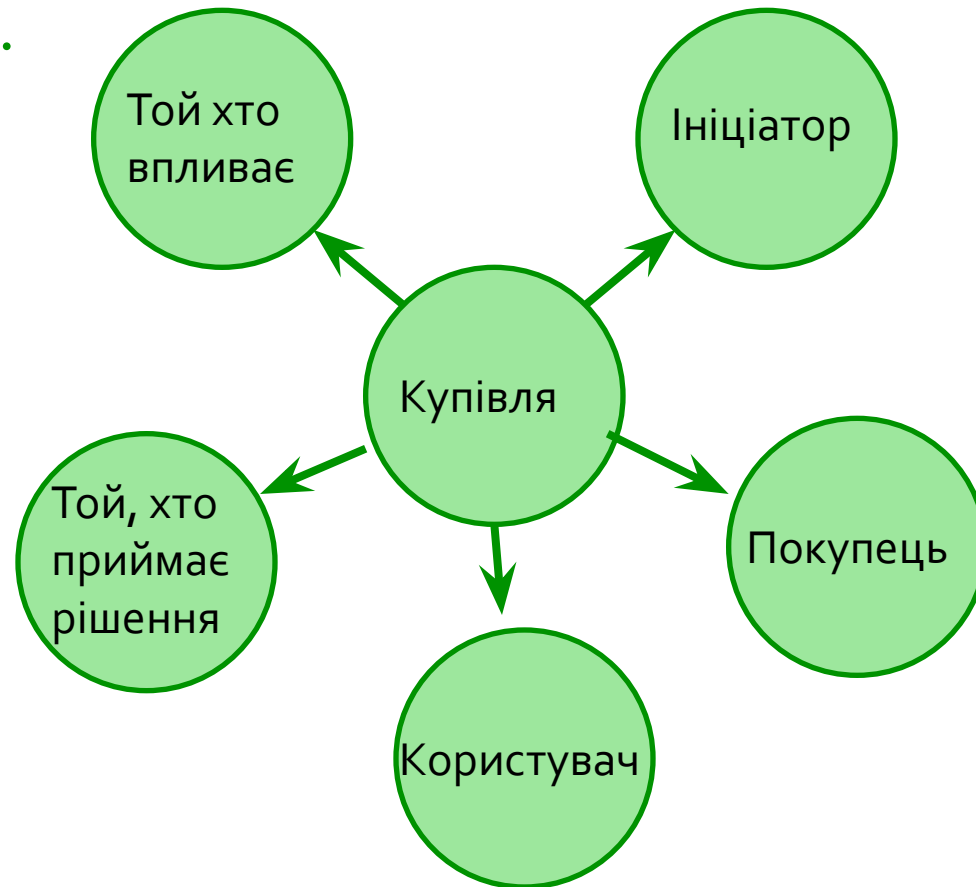 Той хто
впливає
Ініціатор
Купівля
Той, хто
приймає
рішення
Покупець
Користувач